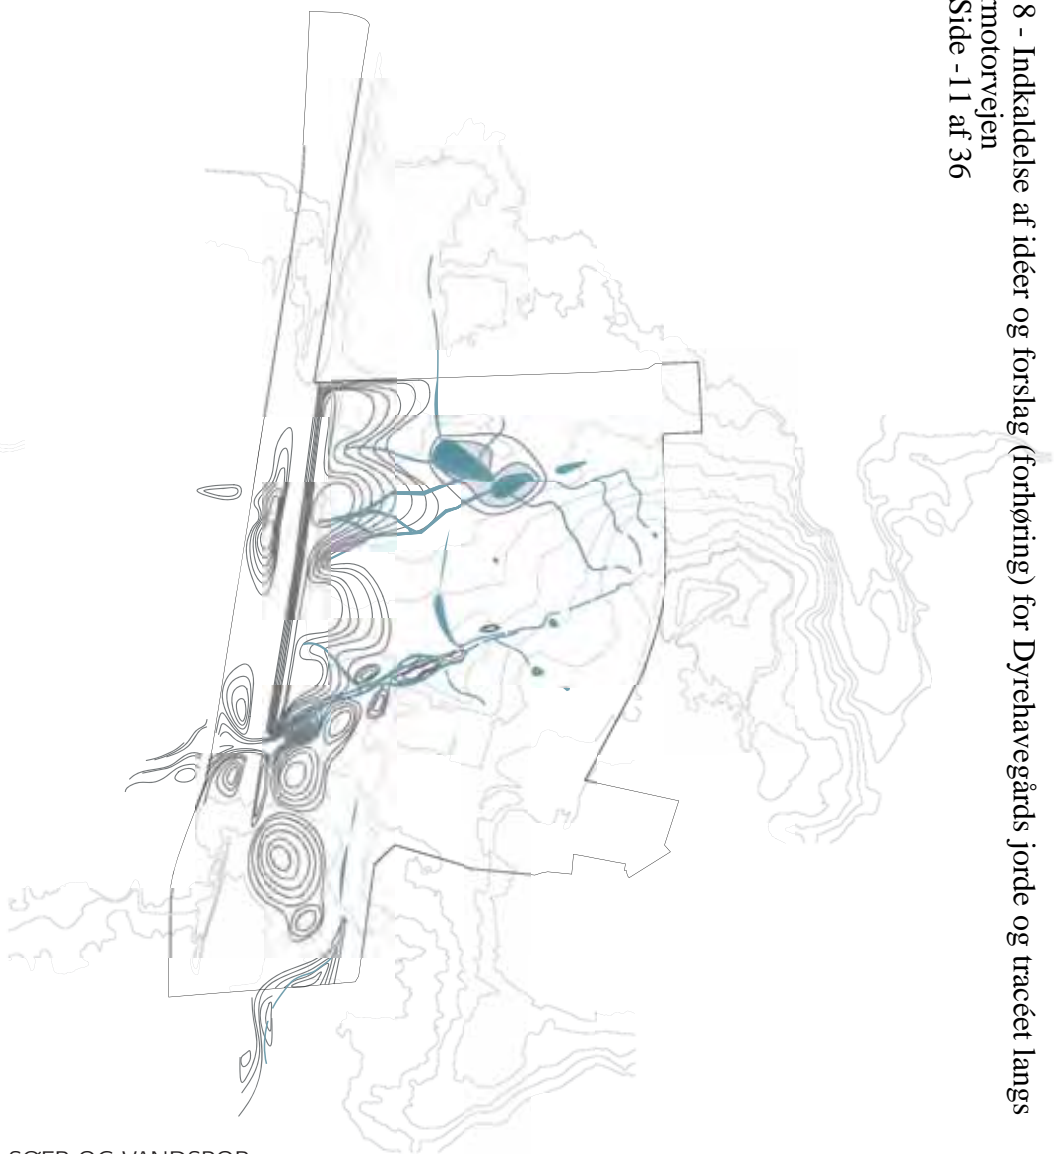 8 - Indkaldelse af idéer og forslag (forhøring) for Dyrehavegårds jorde og tracéet langs
rmotorvejen
Side -11 af 36
SØER OG VANDSPOR